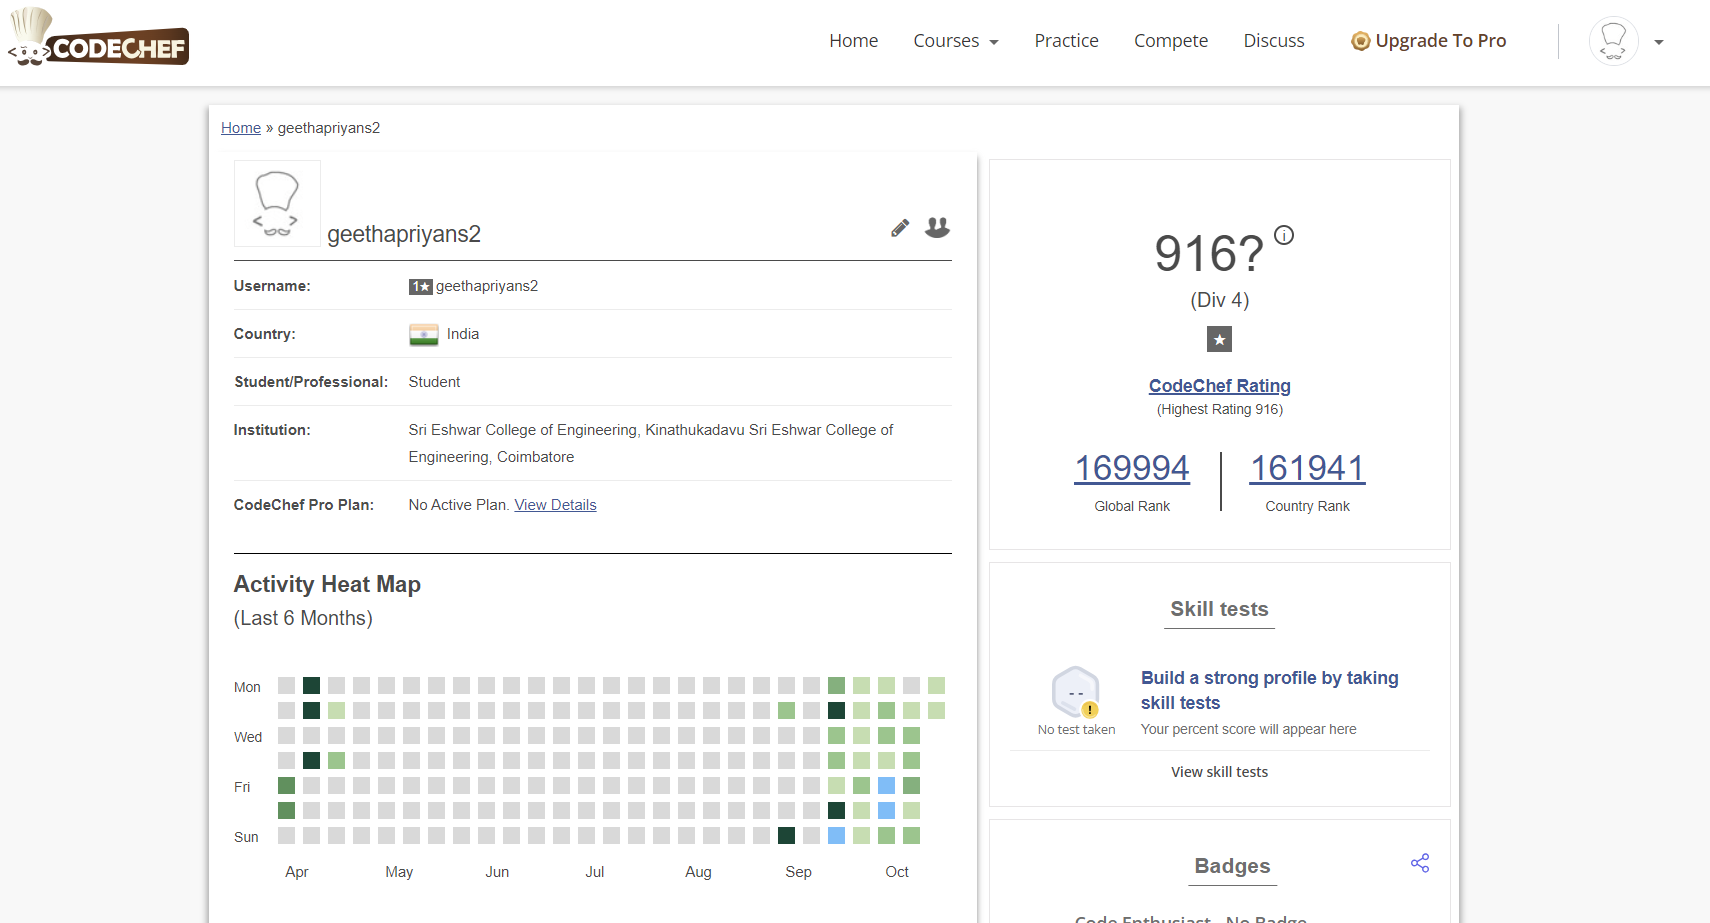 CODECHEF
Home Courses Practice Compete Discuss Upgrade To Pro
Home » geethapriyans2
geethapriyans2
Username: 1★ geethapriyans2
Country: India
Student/Professional: Student
Institution: Sri Eshwar College of Engineering, Kinathukadavu Sri Eshwar College of
Engineering, Coimbatore
CodeChef Pro Plan: No Active Plan. View Details
Activity Heat Map
(Last 6 Months)
Mon
Wed
Fri
Sun
Apr May Jun Jul Aug Sep Oct
916? i
(Div 4)
★
CodeChef Rating
(Highest Rating 916)
169994 161941
Global Rank Country Rank
Skill tests
--
!
No test taken
Build a strong profile by taking
skill tests
Your percent score will appear here
View skill tests
Badges
Code Enthusiast - No Badge